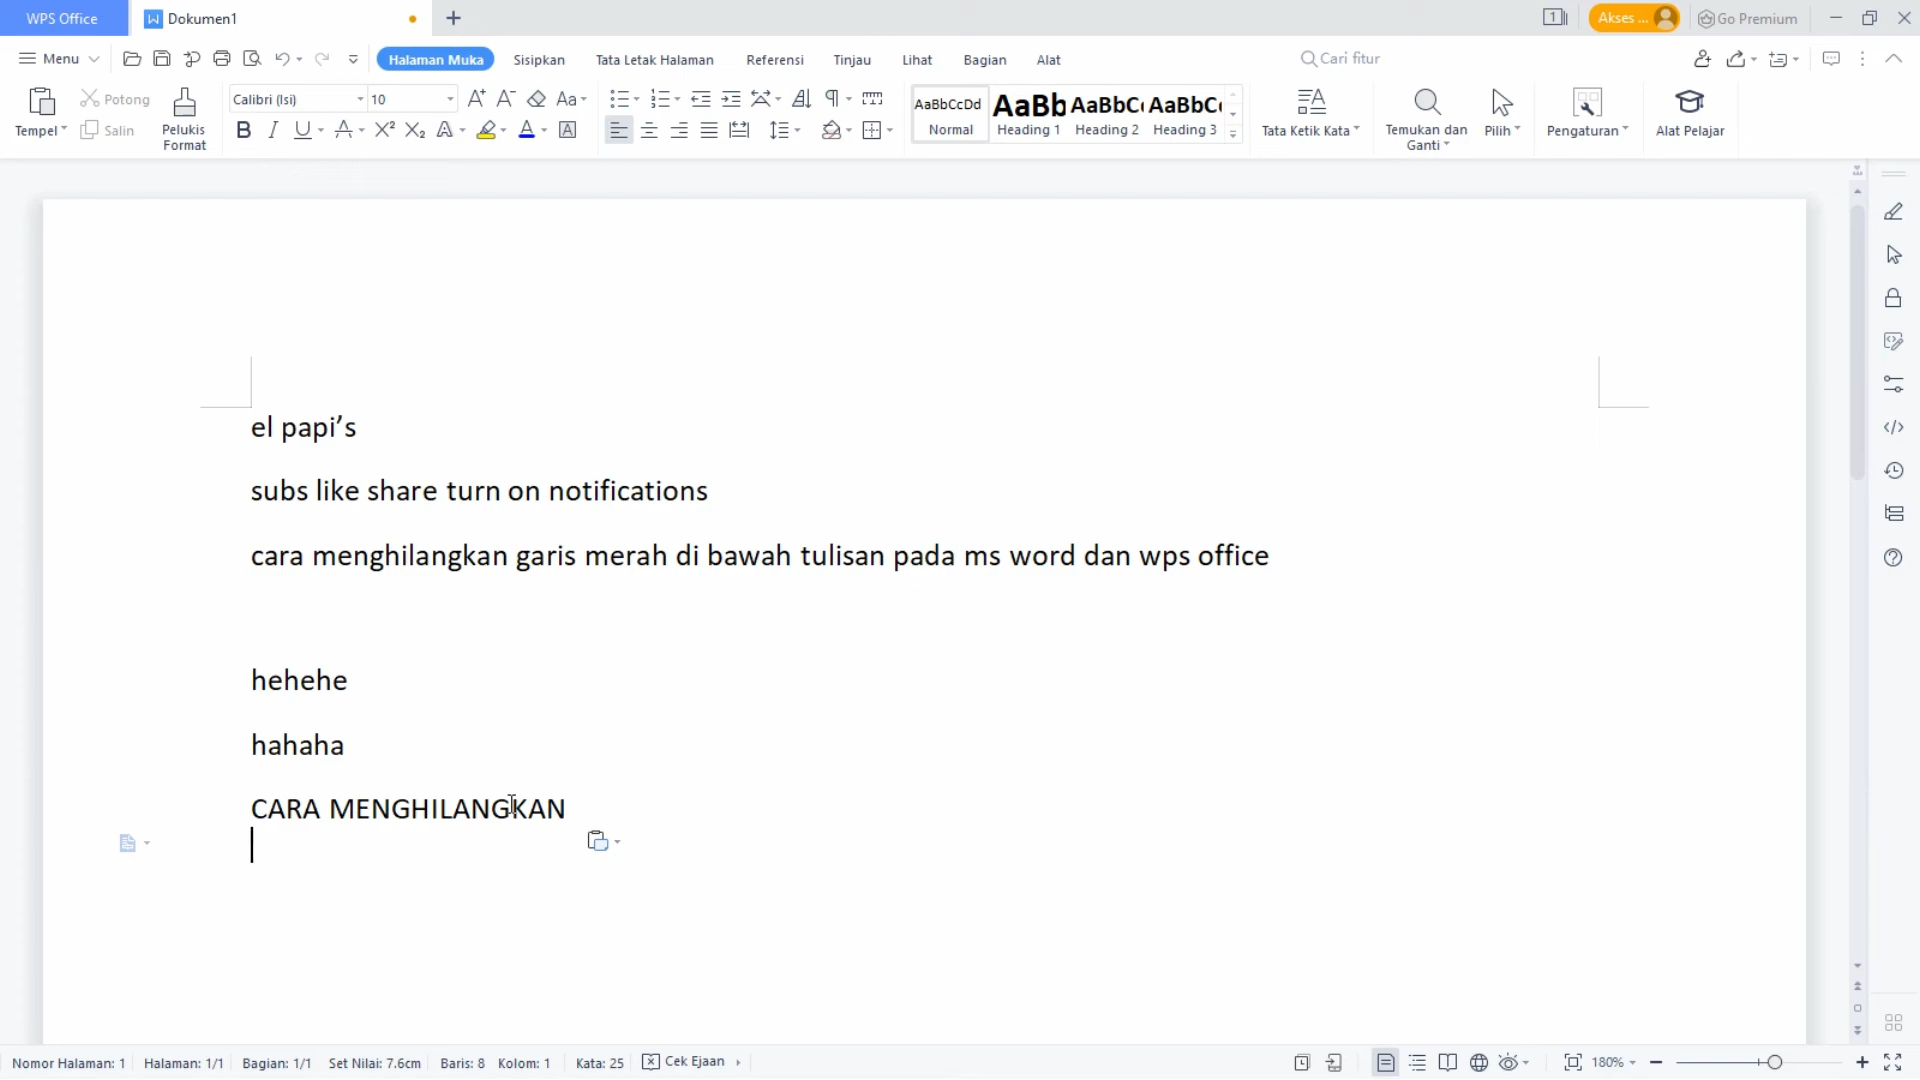 WPS Office
Dokumen1
1
Akses ...
Go Premium
Menu
Halaman Muka
Sisipkan
Tata Letak Halaman
Referensi
Tinjau
Lihat
Bagian
Alat
Cari fitur
Tempel
Potong
Salin
Pelukis Format
Calibri (Isi)
10
AaBbCcDd
Normal
AaBb
Heading 1
AaBbC
Heading 2
AaBbC
Heading 3
Tata Ketik Kata
Temukan dan Ganti
Pilih
Pengaturan
Alat Pelajar
el papi’s
subs like share turn on notifications
cara menghilangkan garis merah di bawah tulisan pada ms word dan wps office
hehehe
hahaha
CARA MENGHILANGKAN
Nomor Halaman: 1
Halaman: 1/1
Bagian: 1/1
Set Nilai: 7.6cm
Baris: 8
Kolom: 1
Kata: 25
Cek Ejaan
180%